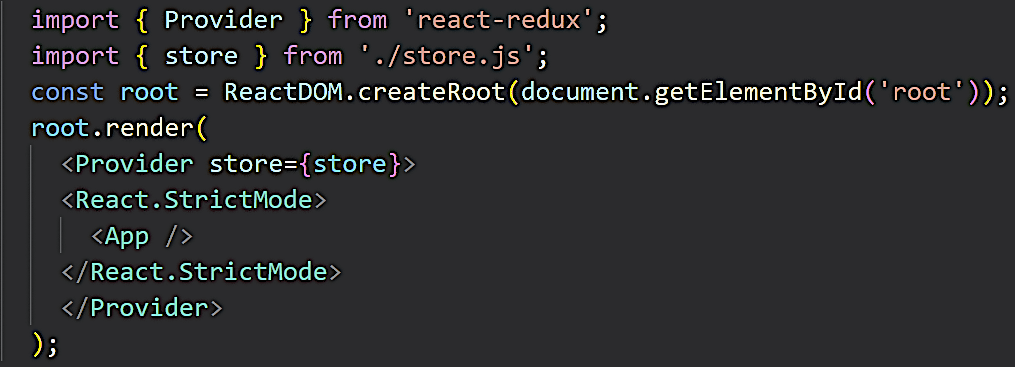 import { Provider } from 'react-redux';
import { store } from './store.js';
const root = ReactDOM.createRoot(document.getElementById('root'));
root.render(
<Provider store={store}>
<React.StrictMode>
<App />
</React.StrictMode>
</Provider>
);